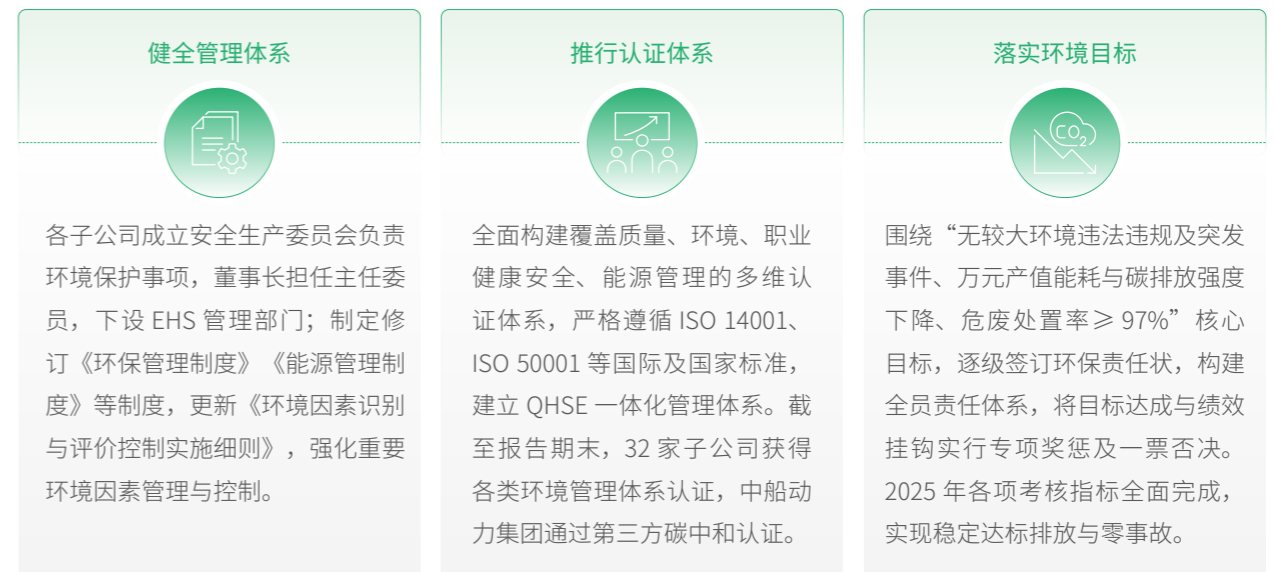 健全管理体系
各子公司成立安全生产委员会负责
环境保护事项，董事长担任主任委
员，下设 EHS 管理部门；制定修
订《环保管理制度》《能源管理制
度》等制度，更新《环境因素识别
与评价控制实施细则》，强化重要
环境因素管理与控制。
推行认证体系
全面构建覆盖质量、环境、职业
健康安全、能源管理的多维认
证体系，严格遵循 ISO 14001、
ISO 50001 等国际及国家标准，
建立 QHSE 一体化管理体系。截
至报告期末，32 家子公司获得
各类环境管理体系认证，中船动
力集团通过第三方碳中和认证。
落实环境目标
CO₂
围绕“无较大环境违法违规及突发
事件、万元产值能耗与碳排放强度
下降、危废处置率≥ 97%”核心
目标，逐级签订环保责任状，构建
全员责任体系，将目标达成与绩效
挂钩实行专项奖惩及一票否决。
2025 年各项考核指标全面完成，
实现稳定达标排放与零事故。